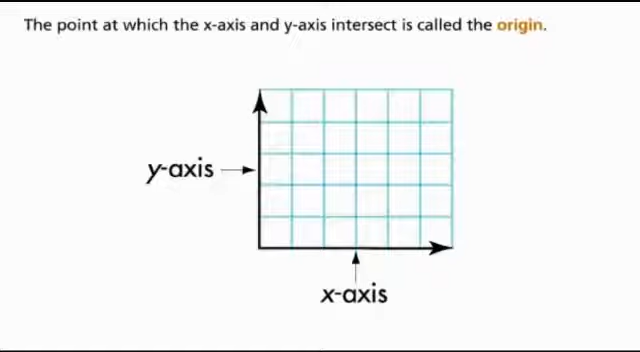 The point at which the x-axis and y-axis intersect is called the origin.
y-axis
x-axis